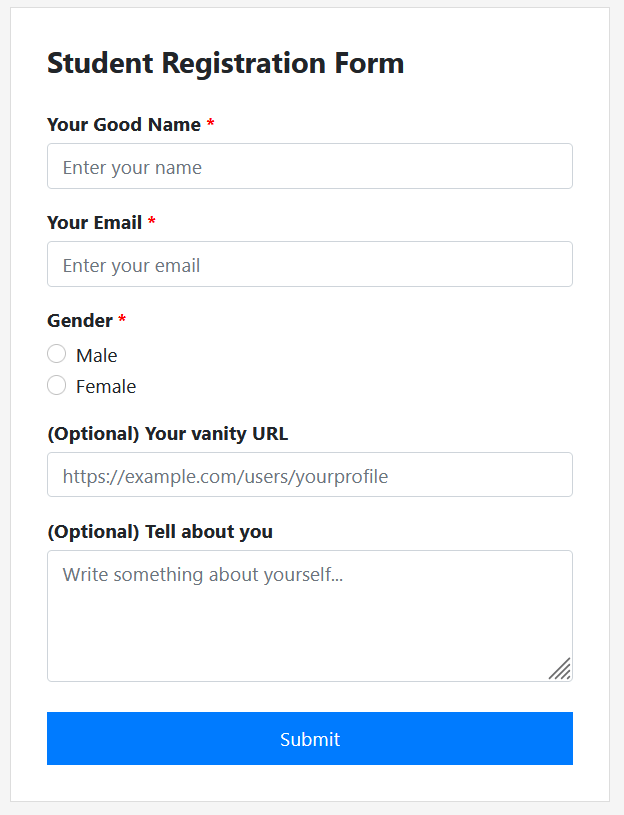 Student Registration Form
Your Good Name *
Enter your name
Your Email *
Enter your email
Gender *
Male
Female
(Optional) Your vanity URL
https://example.com/users/yourprofile
(Optional) Tell about you
Write something about yourself...
Submit